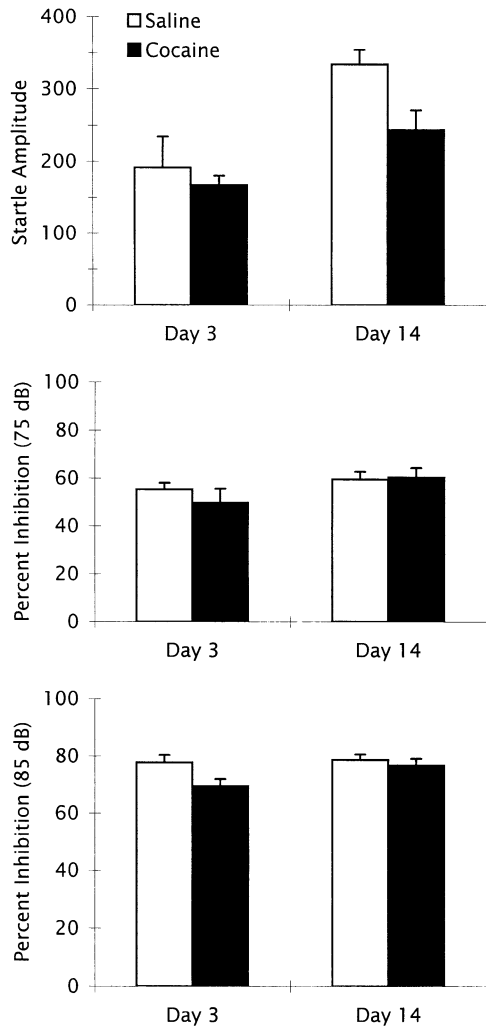 400
Saline
Cocaine
300
200
100
0
Startle Amplitude
Day 3 Day 14
100
80
60
40
20
0
Percent Inhibition (75 dB)
Day 3 Day 14
100
80
60
40
20
0
Percent Inhibition (85 dB)
Day 3 Day 14